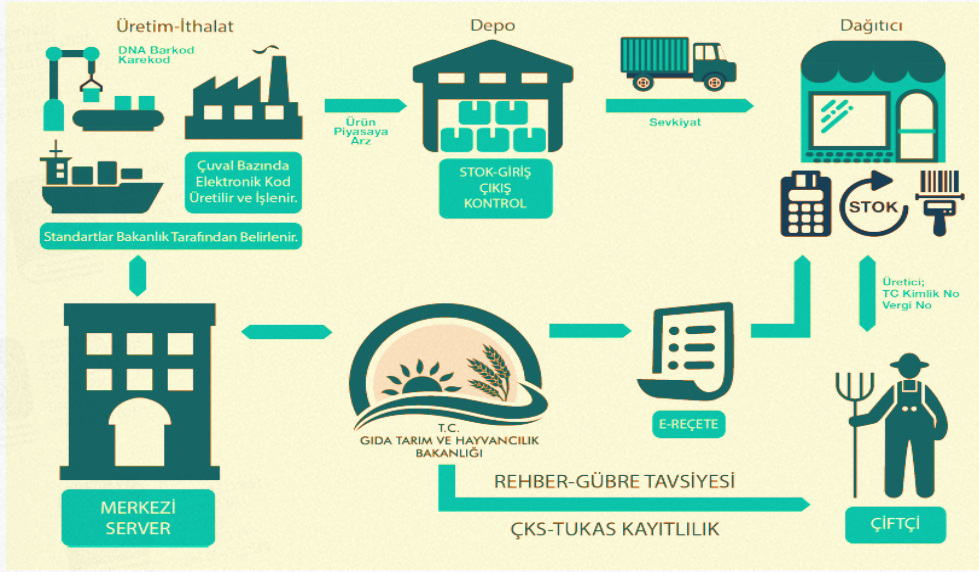 Üretim-İthalat
DNA Barkod
Karekod
Çuval Bazında
Elektronik Kod
Üretilir ve İşlenir.
Standartlar Bakanlık Tarafından Belirlenir.
Ürün
Piyasaya
Arz
Depo
STOK-GİRİŞ
ÇIKIŞ
KONTROL
Sevkiyat
Dağıtıcı
STOK
Üretici;
TC Kimlik No
Vergi No
MERKEZİ
SERVER
T.C.
GIDA TARIM VE HAYVANCILIK
BAKANLIĞI
E-REÇETE
REHBER-GÜBRE TAVSİYESİ
ÇKS-TUKAS KAYITLILIK
ÇİFTÇİ